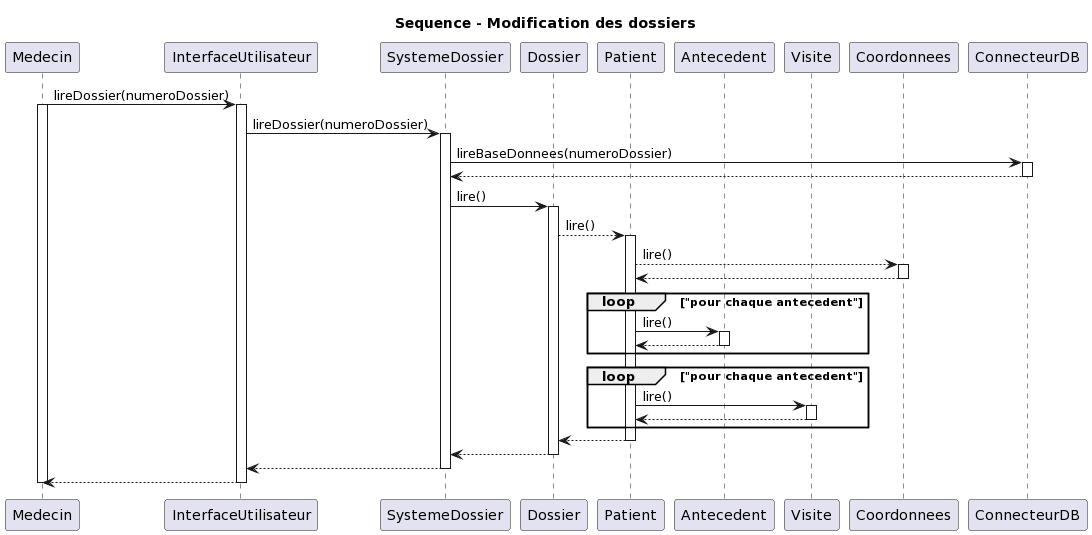 Sequence - Modification des dossiers
Medecin InterfaceUtilisateur SystemeDossier Dossier Patient Antecedent Visite Coordonnees ConnecteurDB
lireDossier(numeroDossier)
lireDossier(numeroDossier)
lireBaseDonnees(numeroDossier)
lire()
lire()
lire()
loop ["pour chaque antecedent"]
lire()
loop ["pour chaque antecedent"]
lire()
Medecin InterfaceUtilisateur SystemeDossier Dossier Patient Antecedent Visite Coordonnees ConnecteurDB